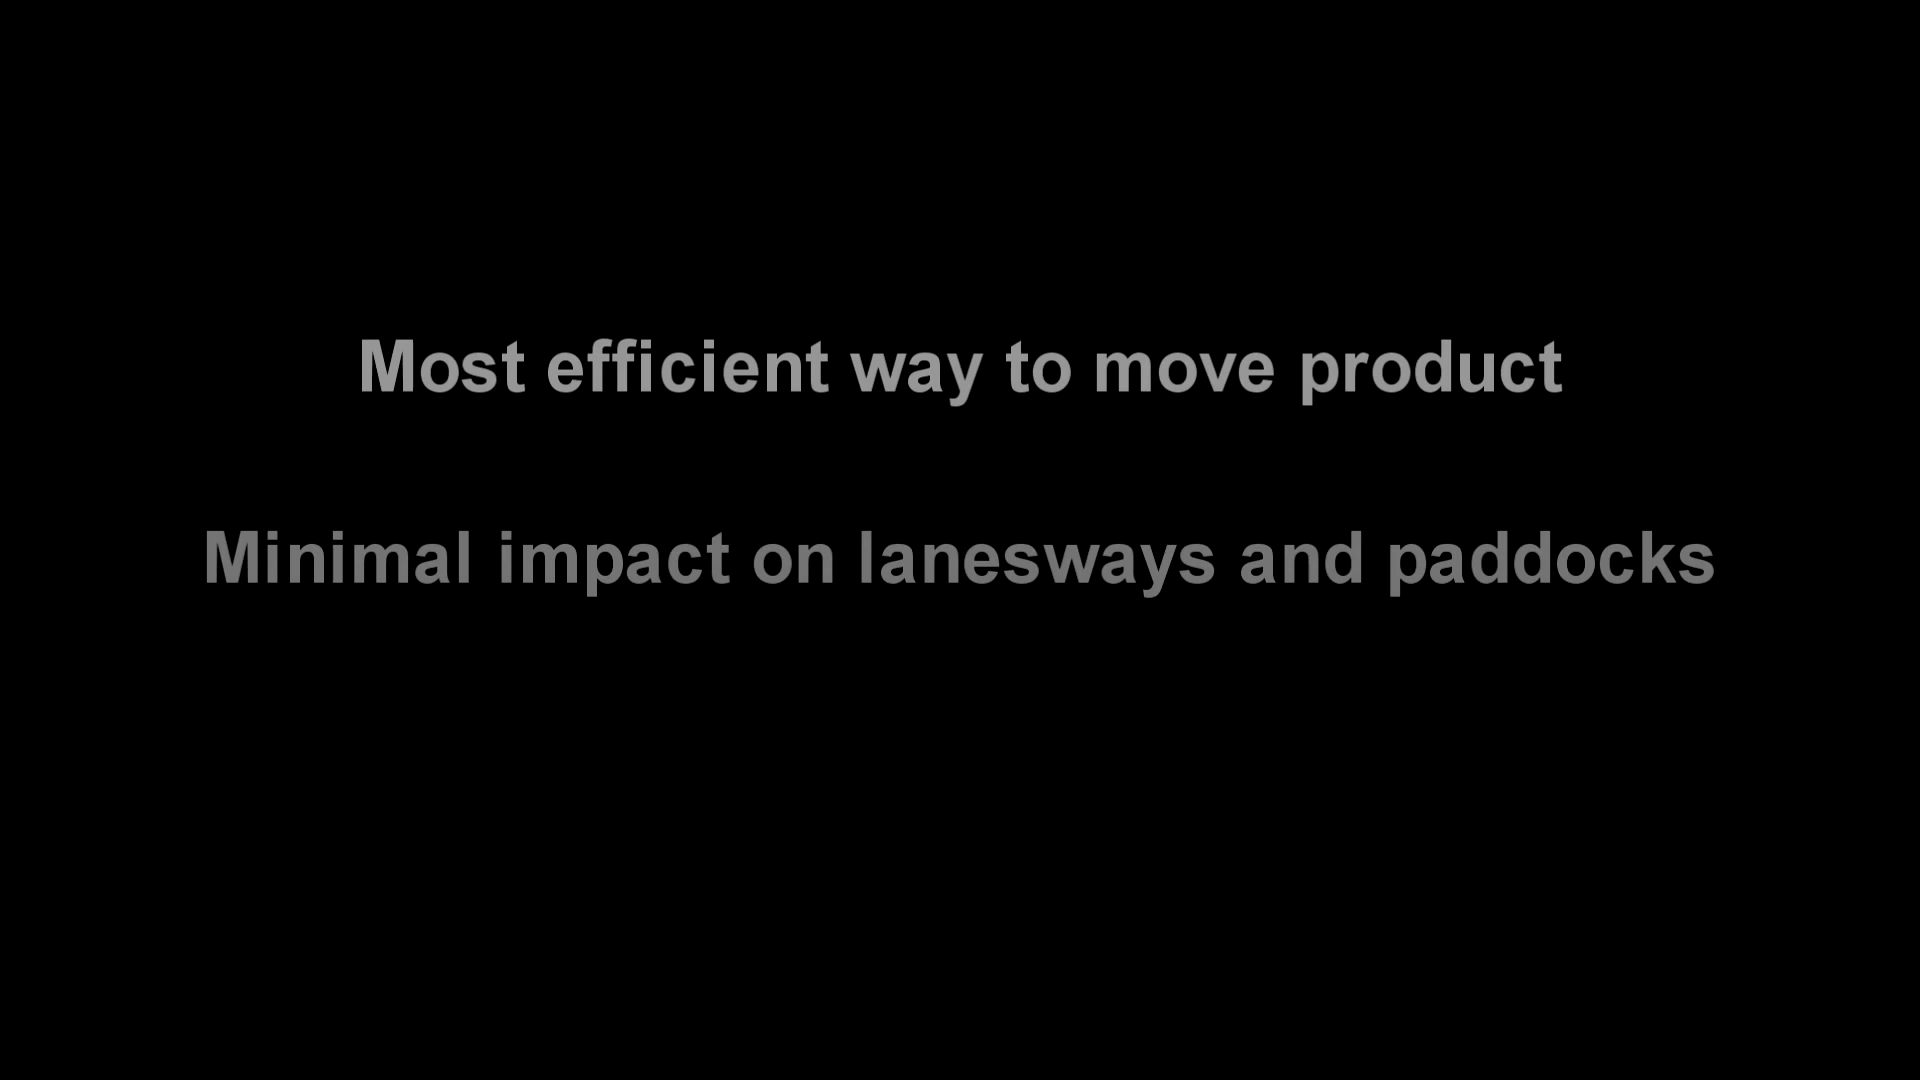 Most efficient way to move product
Minimal impact on lanesways and paddocks